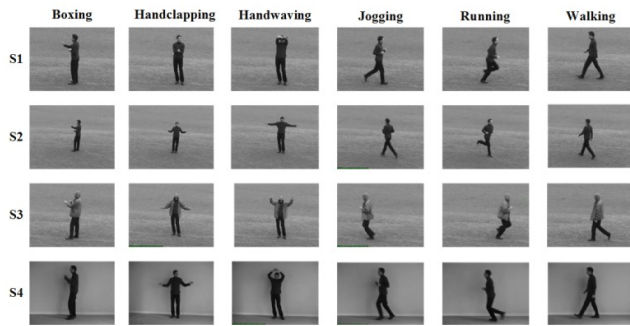 Boxing Handclapping Handwaving Jogging Running Walking
S1
S2
S3
S4